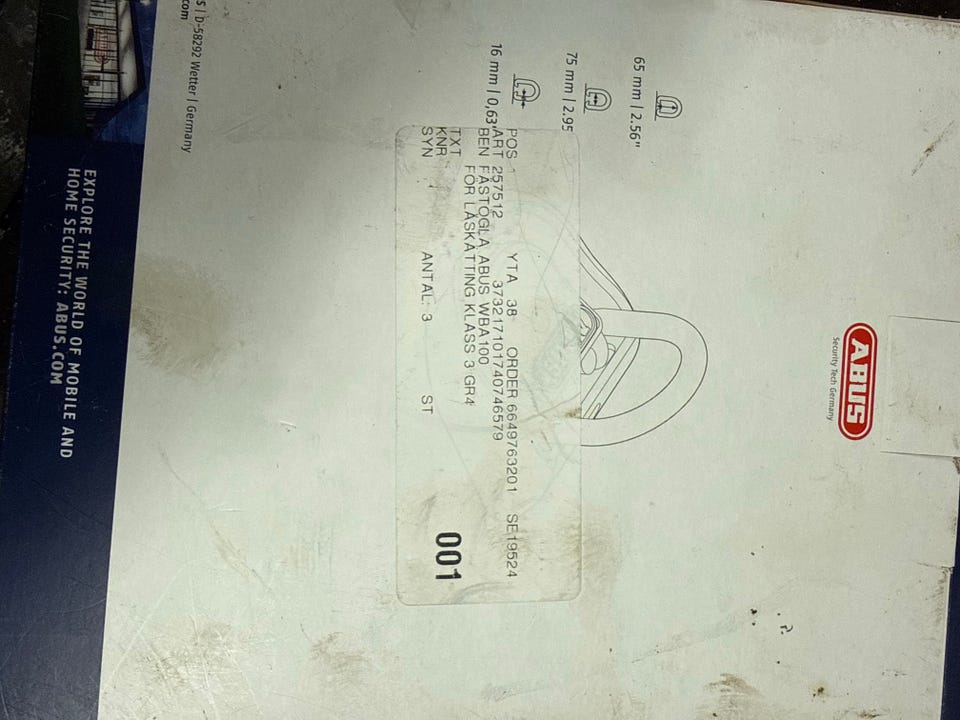 ABUS
Security Tech Germany
65 mm | 2.56"
75 mm | 2.95
16 mm | 0,63
POS YTA 38 ORDER 6649763201 SE19524
ART 257512 373217101740746579
BEN FÄSTÖGLA ABUS WBA100
FÖR LÅSKÄTTING KLASS 3 GR4
TXT
KNR
SYN ANTAL: 3 ST
001
S | D-58292 Wetter | Germany
.com
EXPLORE THE WORLD OF MOBILE AND
HOME SECURITY: ABUS.COM